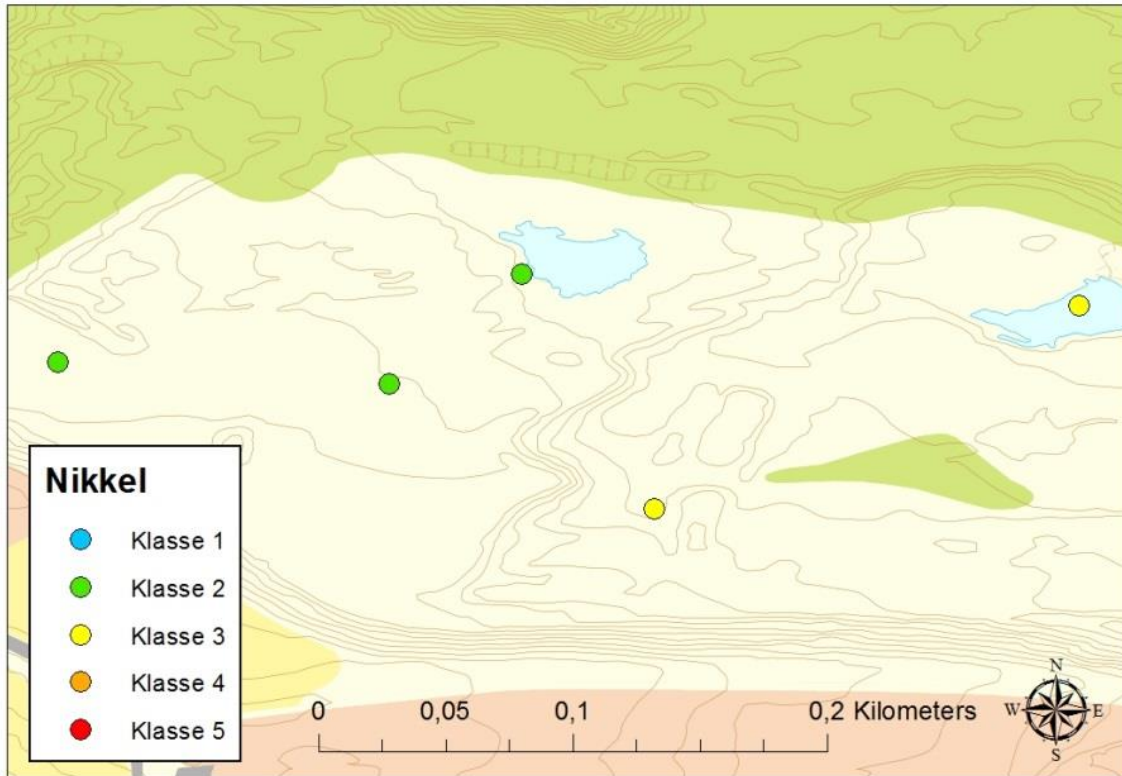 Nikkel
Klasse 1
Klasse 2
Klasse 3
Klasse 4
Klasse 5
0 0,05 0,1 0,2 Kilometers
N
W E
S